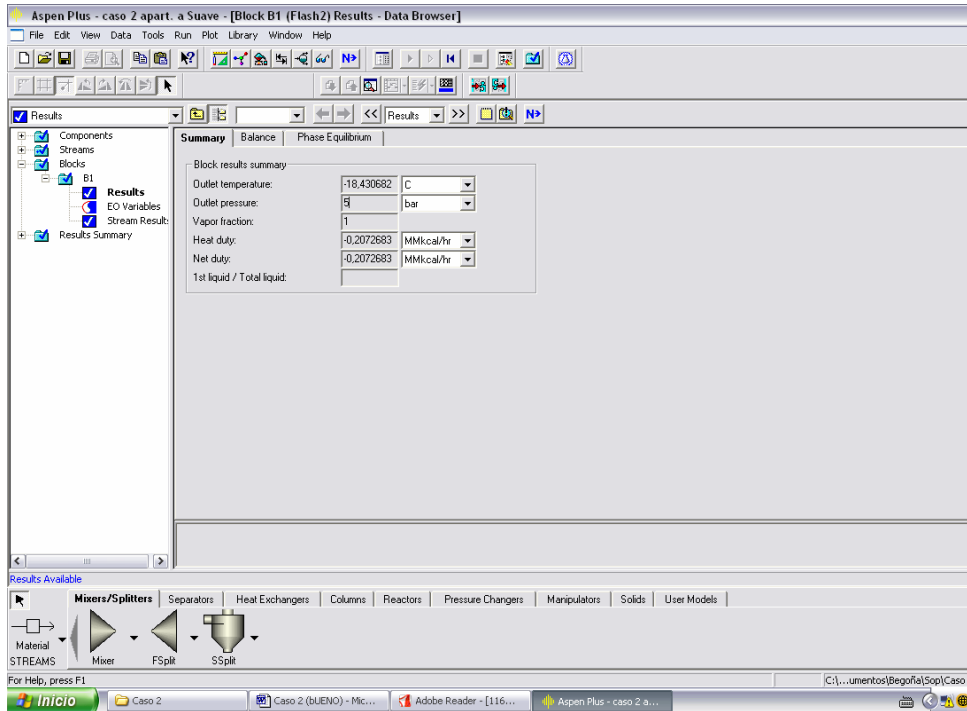 Aspen Plus - caso 2 apart. a Suave - [Block B1 (Flash2) Results - Data Browser]
File Edit View Data Tools Run Plot Library Window Help
N>
Results
<< Results >> N>
Components
Streams
Blocks
B1
Results
EO Variables
Stream Result:
Results Summary
Summary Balance Phase Equilibrium
Block results summary
Outlet temperature: -18,430682 C
Outlet pressure: 5 bar
Vapor fraction: 1
Heat duty: -0,2072683 MMkcal/hr
Net duty: -0,2072683 MMkcal/hr
1st liquid / Total liquid:
Results Available
Mixers/Splitters Separators Heat Exchangers Columns Reactors Pressure Changers Manipulators Solids User Models
Material
STREAMS Mixer FSplit SSplit
For Help, press F1 C:\...umentos\Begoña\Sop\Caso
Inicio Caso 2 Caso 2 (bUENO) - Mic... Adobe Reader - [116... Aspen Plus - caso 2 a...